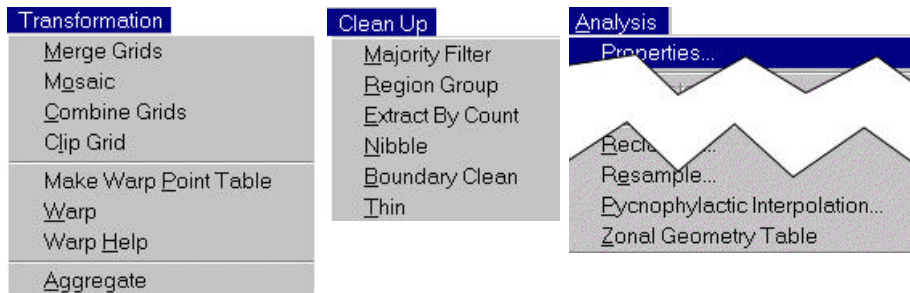 Transformation
Merge Grids
Mosaic
Combine Grids
Clip Grid
Make Warp Point Table
Warp
Warp Help
Aggregate
Clean Up
Majority Filter
Region Group
Extract By Count
Nibble
Boundary Clean
Thin
Analysis
Properties...
Resample...
Pycnophylactic Interpolation...
Zonal Geometry Table